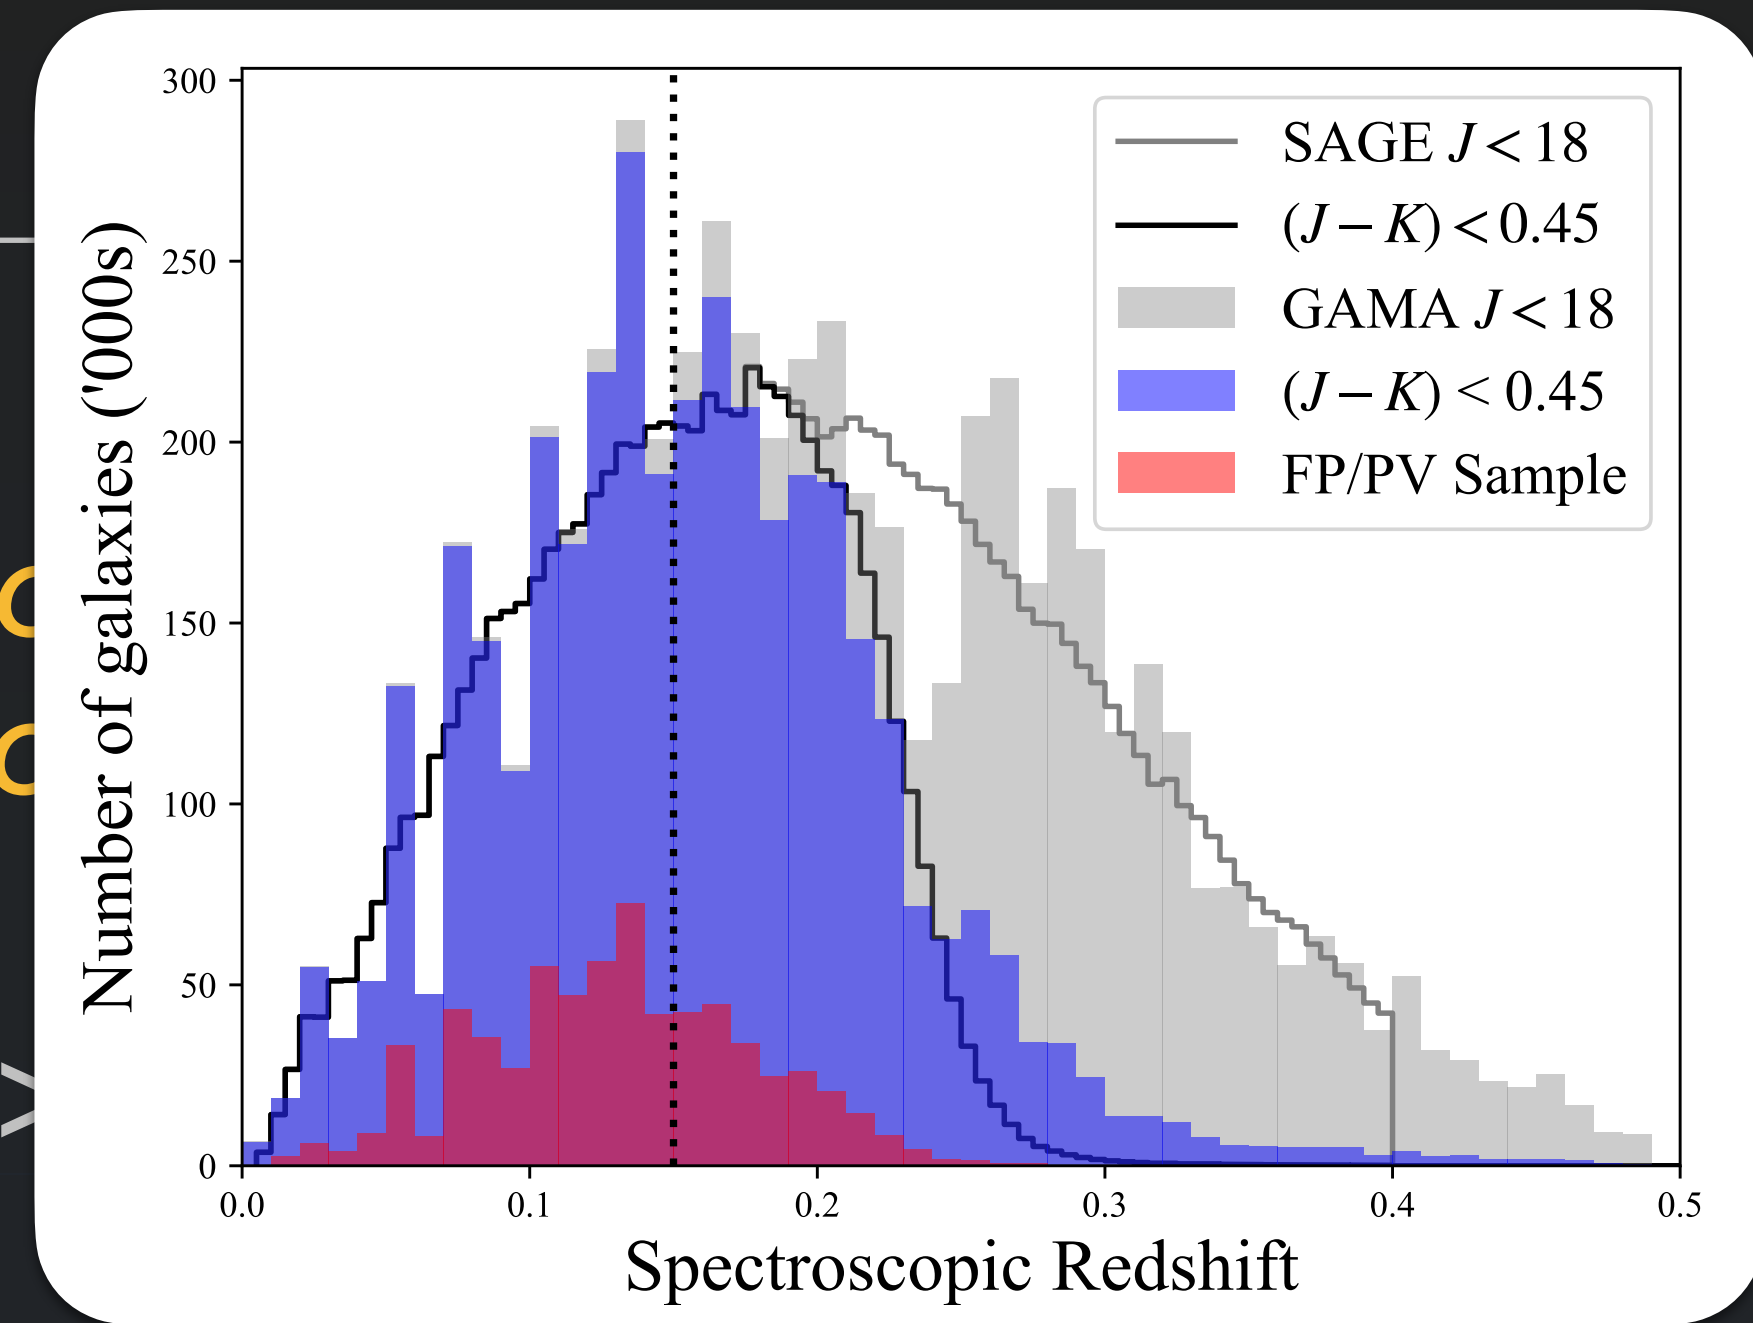 300
250
200
150
100
50
0
Number of galaxies ('000s)
SAGE J < 18
(J − K) < 0.45
GAMA J < 18
(J − K) < 0.45
FP/PV Sample
0.0 0.1 0.2 0.3 0.4 0.5
Spectroscopic Redshift